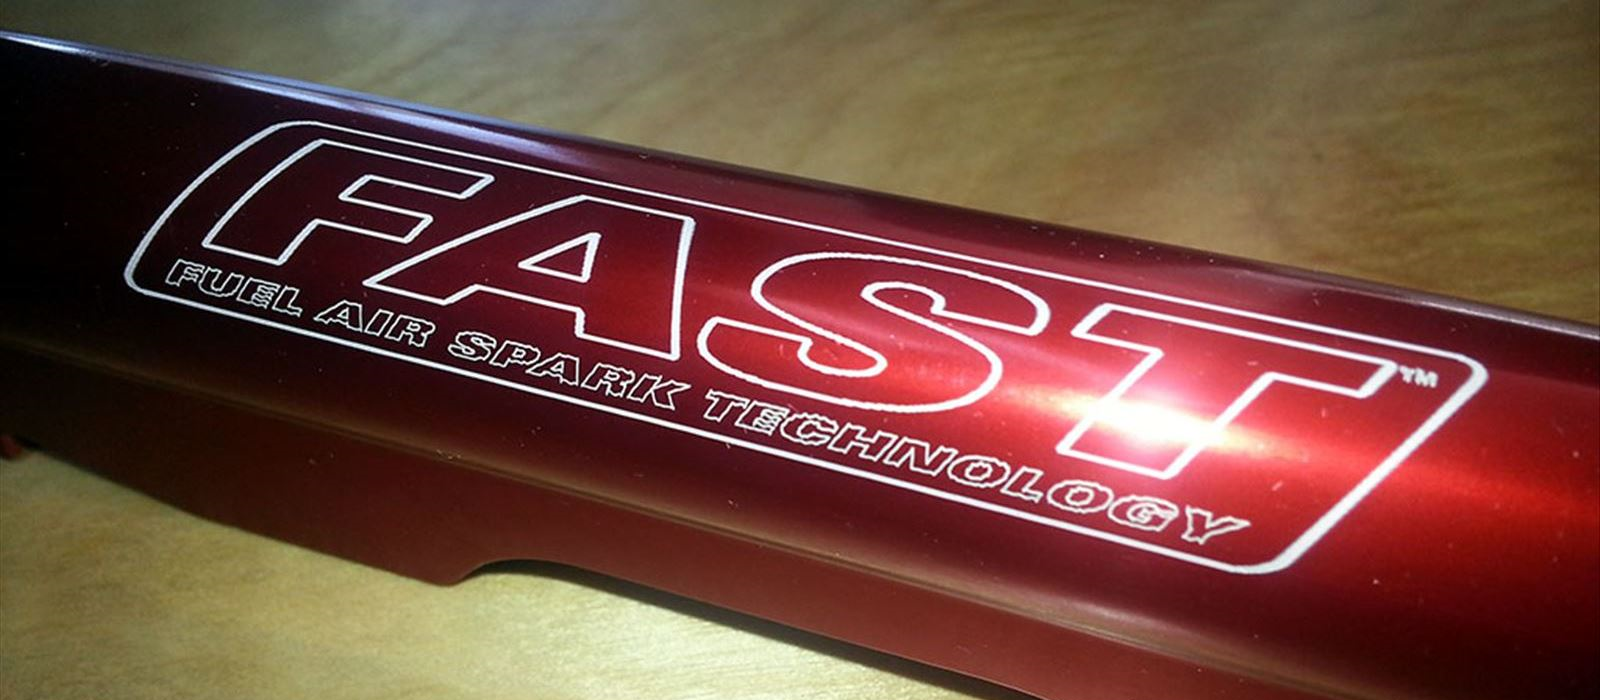 FAST™
FUEL AIR SPARK TECHNOLOGY